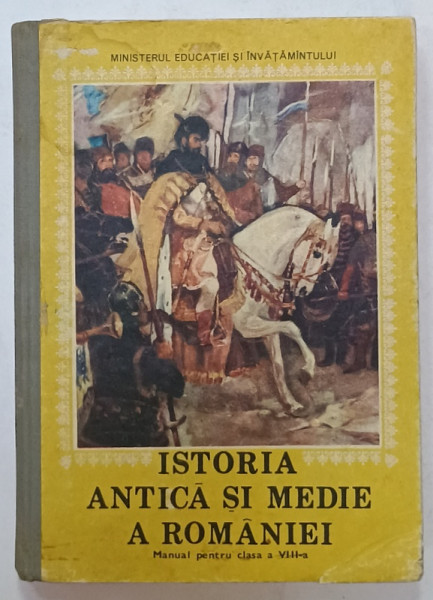 MINISTERUL EDUCAȚIEI ȘI ÎNVĂȚĂMÎNTULUI
ISTORIA
ANTICĂ ȘI MEDIE
A ROMÂNIEI
Manual pentru clasa a VIII-a